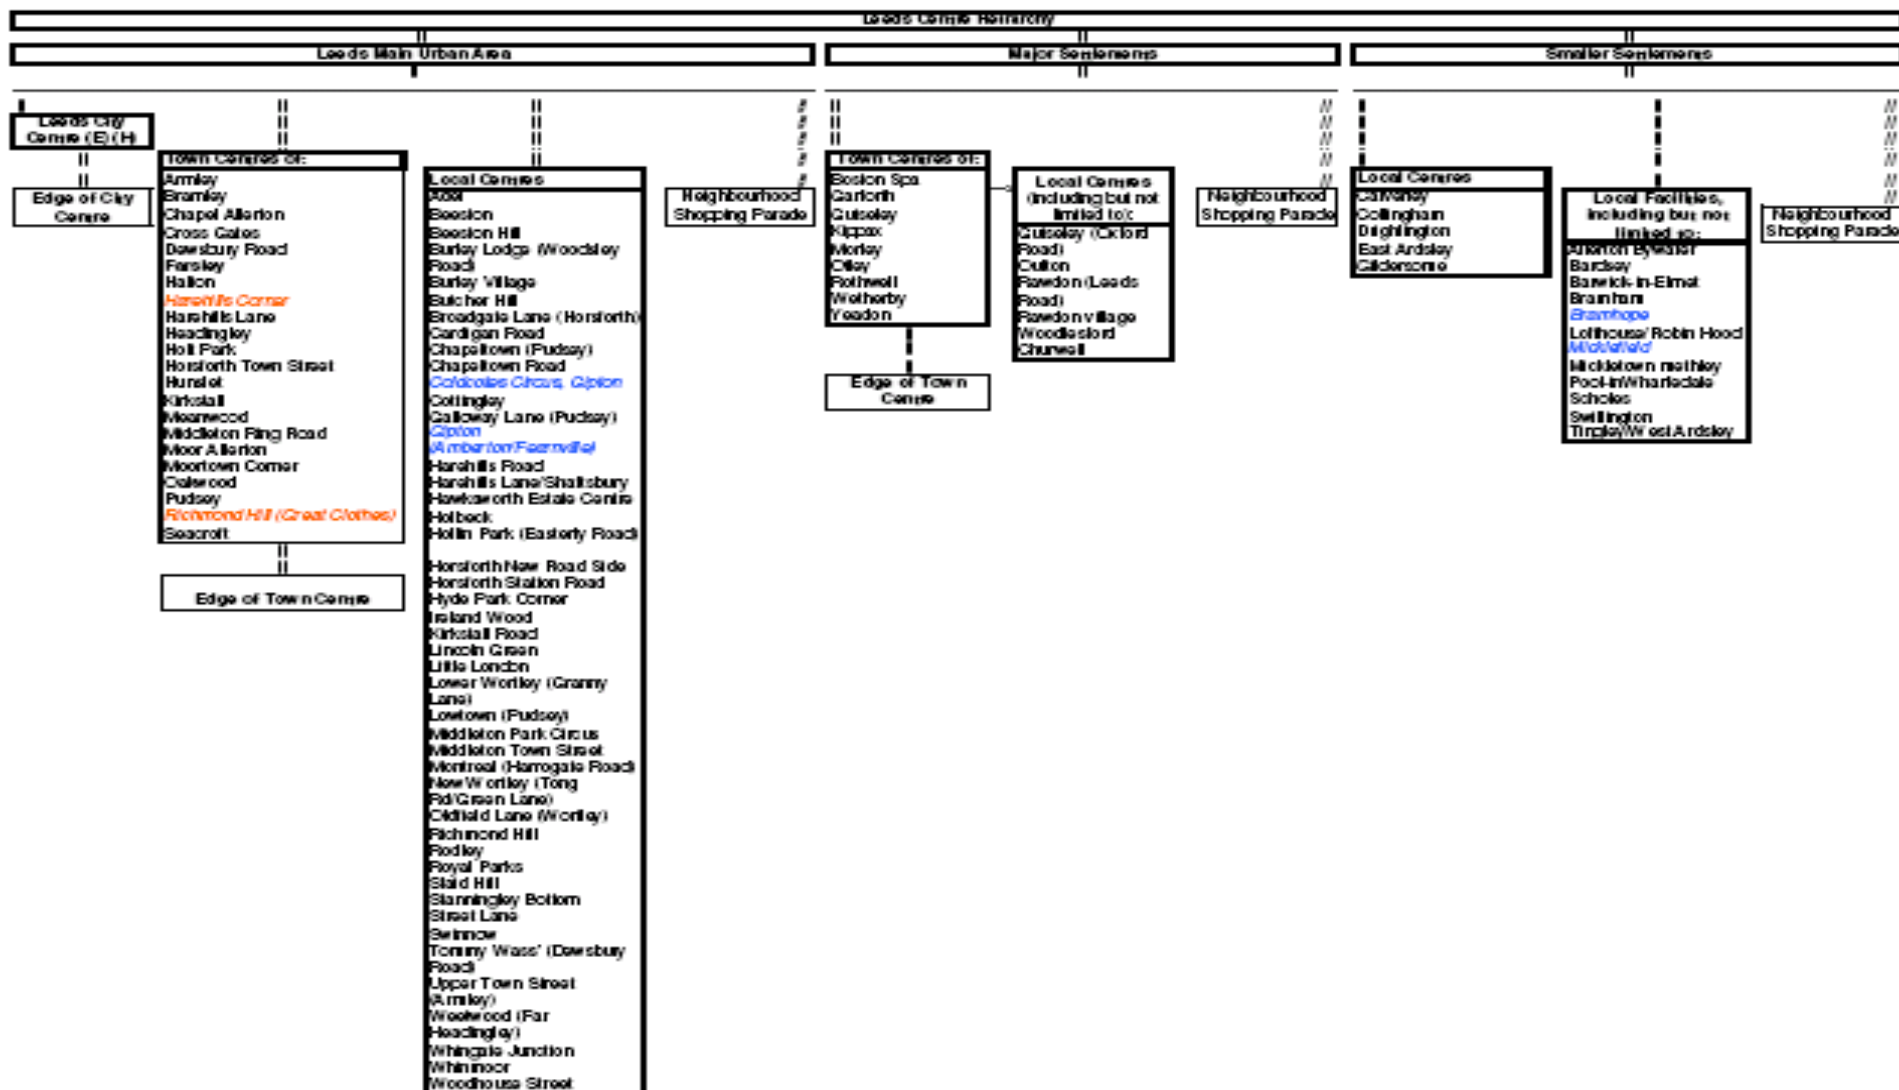 Leeds Centre Hierarchy
Leeds Main Urban Area
Major Settlements
Smaller Settlements
Leeds City
Centre (E) (H)
Edge of City
Centre
Town Centres of:
Armley
Bramley
Chapel Allerton
Cross Gates
Dewsbury Road
Farsley
Halton
Harehills Corner
Harehills Lane
Headingley
Holt Park
Horsforth Town Street
Hunslet
Kirkstall
Meanwood
Middleton Ring Road
Moor Allerton
Moortown Corner
Oakwood
Pudsey
Richmond Hill (Great Clothes)
Seacroft
Edge of Town Centre
Local Centres
Adel
Beeston
Beeston Hill
Burley Lodge (Woodsley
Road)
Burley Village
Butcher Hill
Broadgate Lane (Horsforth)
Cardigan Road
Chapeltown (Pudsey)
Chapeltown Road
Coldcotes Circus, Gipton
Cottingley
Galloway Lane (Pudsey)
Gipton
(Amberton/Fearnville)
Harehills Road
Harehills Lane/Shaftsbury
Hawksworth Estate Centre
Holbeck
Hollin Park (Easterly Road)
Horsforth New Road Side
Horsforth Station Road
Hyde Park Corner
Ireland Wood
Kirkstall Road
Lincoln Green
Little London
Lower Wortley (Granny
Lane)
Lowtown (Pudsey)
Middleton Park Circus
Middleton Town Street
Montreal (Harrogate Road)
New Wortley (Tong
Rd/Green Lane)
Oldfield Lane (Wortley)
Richmond Hill
Rodley
Royal Parks
Slaid Hill
Stanningley Bottom
Street Lane
Swinnow
Tommy Wass' (Dewsbury
Road)
Upper Town Street
(Armley)
Weetwood (Far
Headingley)
Whingate Junction
Whinmoor
Woodhouse Street
Neighbourhood
Shopping Parade
Town Centres of:
Boston Spa
Garforth
Guiseley
Kippax
Morley
Otley
Rothwell
Wetherby
Yeadon
Edge of Town
Centre
Local Centres
(including but not
limited to):
Guiseley (Oxford
Road)
Oulton
Rawdon (Leeds
Road)
Rawdon village
Woodlesford
Churwell
Neighbourhood
Shopping Parade
Local Centres
Calverley
Collingham
Drighlington
East Ardsley
Gildersome
Local Facilities,
including but not
limited to:
Allerton Bywater
Bardsey
Barwick-in-Elmet
Bramham
Bramhope
Lofthouse/Robin Hood
Micklefield
Mickletown methley
Pool-in-Wharfedale
Scholes
Swillington
Tingley/West Ardsley
Neighbourhood
Shopping Parade